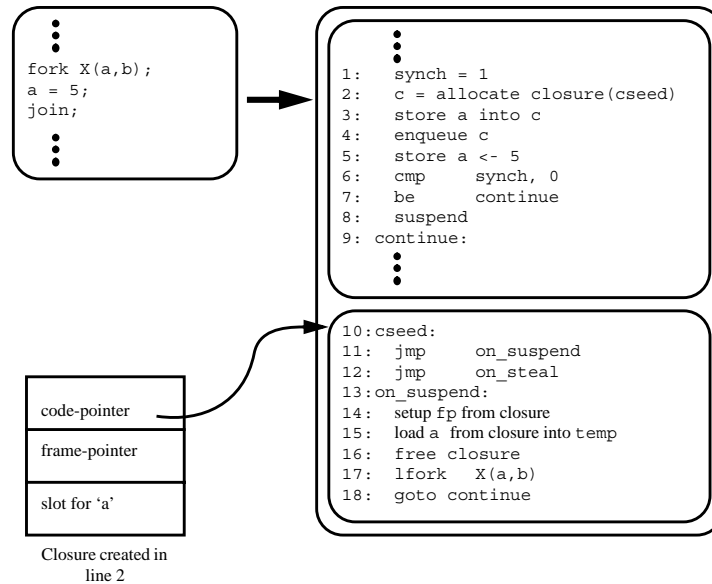 fork X(a,b);
a = 5;
join;
1: synch = 1
2: c = allocate closure(cseed)
3: store a into c
4: enqueue c
5: store a <- 5
6: cmp synch, 0
7: be continue
8: suspend
9: continue:
10:cseed:
11: jmp on_suspend
12: jmp on_steal
13:on_suspend:
14: setup fp from closure
15: load a from closure into temp
16: free closure
17: lfork X(a,b)
18: goto continue
code-pointer
frame-pointer
slot for ‘a’
Closure created in
line 2